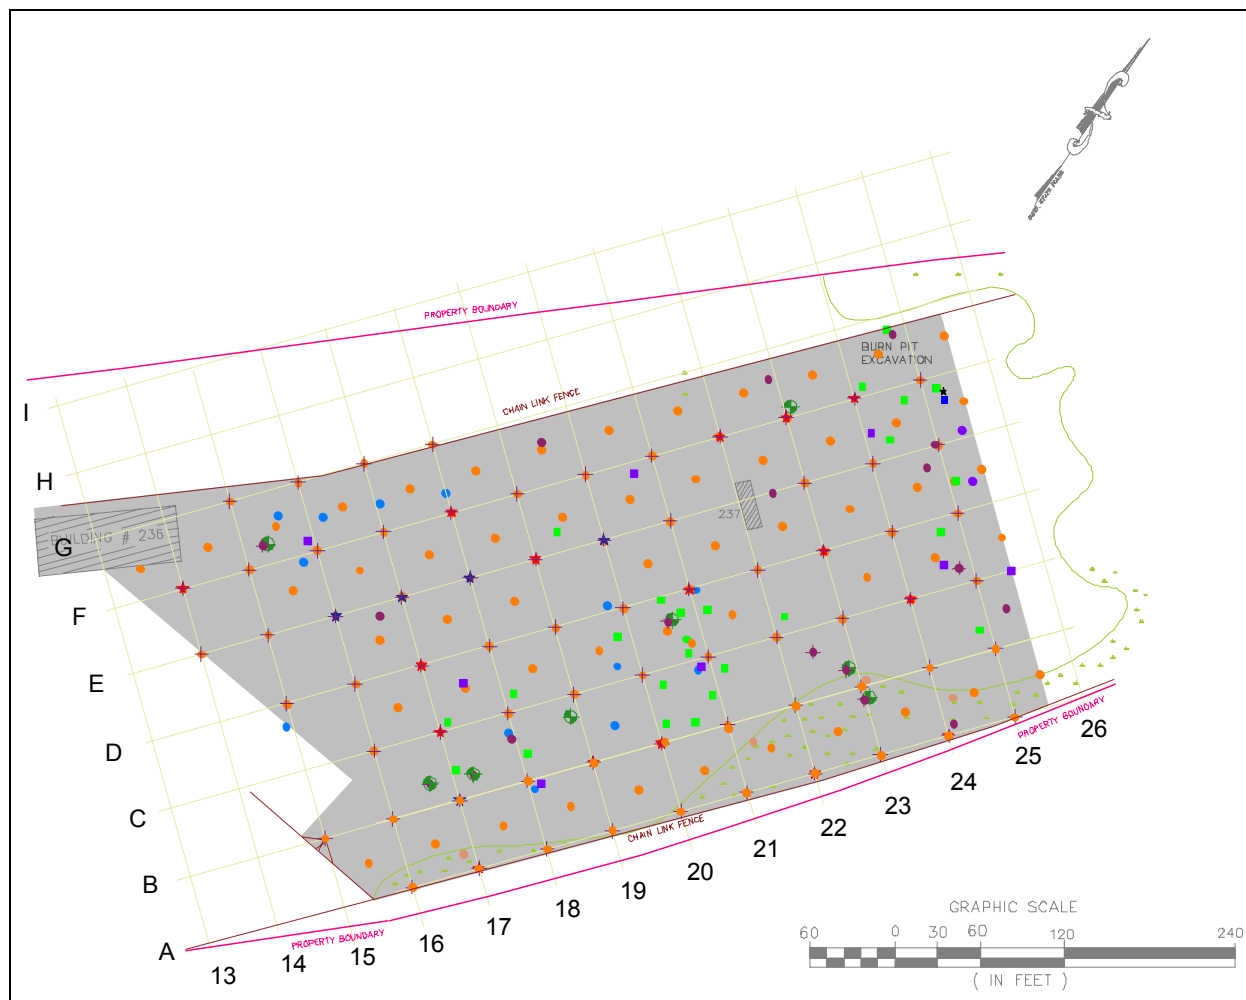 PROPERTY BOUNDARY
BURN PIT
EXCAVATION
CHAIN LINK FENCE
I
H
BUILDING # 236
G
237
F
E
D
C
B
A
CHAIN LINK FENCE
PROPERTY BOUNDARY
PROPERTY BOUNDARY
13
14
15
16
17
18
19
20
21
22
23
24
25
26
GRAPHIC SCALE
60 0 30 60 120 240
( IN FEET )